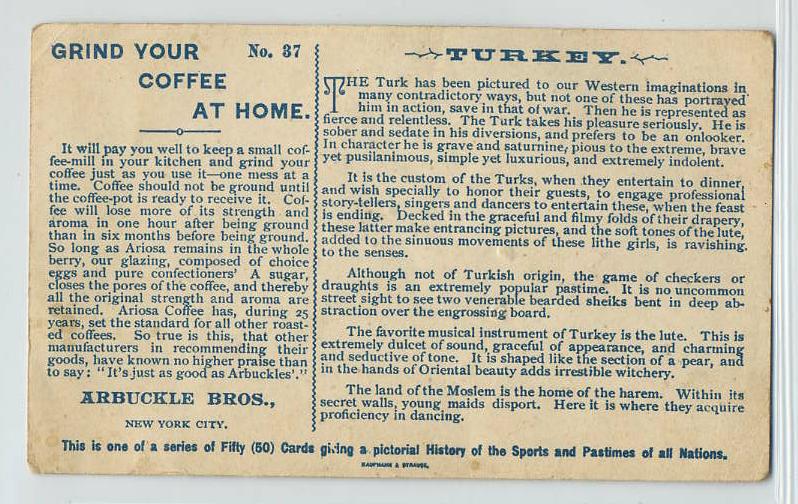 GRIND YOUR No. 37
COFFEE
AT HOME.
It will pay you well to keep a small cof-
fee-mill in your kitchen and grind your
coffee just as you use it—one mess at a
time. Coffee should not be ground until
the coffee-pot is ready to receive it. Cof-
fee will lose more of its strength and
aroma in one hour after being ground
than in six months before being ground.
So long as Ariosa remains in the whole
berry, our glazing, composed of choice
eggs and pure confectioners' A sugar,
closes the pores of the coffee, and thereby
all the original strength and aroma are
retained. Ariosa Coffee has, during 25
years, set the standard for all other roast-
ed coffees. So true is this, that other
manufacturers in recommending their
goods, have known no higher praise than
to say: "It's just as good as Arbuckles'."
ARBUCKLE BROS.,
NEW YORK CITY.
TURKEY.
THE Turk has been pictured to our Western imaginations in
many contradictory ways, but not one of these has portrayed
him in action, save in that of war. Then he is represented as
fierce and relentless. The Turk takes his pleasure seriously. He is
sober and sedate in his diversions, and prefers to be an onlooker.
In character he is grave and saturnine, pious to the extreme, brave
yet pusilanimous, simple yet luxurious, and extremely indolent.
It is the custom of the Turks, when they entertain to dinner,
and wish specially to honor their guests, to engage professional
story-tellers, singers and dancers to entertain these, when the feast
is ending. Decked in the graceful and filmy folds of their drapery,
these latter make entrancing pictures, and the soft tones of the lute,
added to the sinuous movements of these lithe girls, is ravishing
to the senses.
Although not of Turkish origin, the game of checkers or
draughts is an extremely popular pastime. It is no uncommon
street sight to see two venerable bearded sheiks bent in deep ab-
straction over the engrossing board.
The favorite musical instrument of Turkey is the lute. This is
extremely dulcet of sound, graceful of appearance, and charming
and seductive of tone. It is shaped like the section of a pear, and
in the hands of Oriental beauty adds irrestible witchery.
The land of the Moslem is the home of the harem. Within its
secret walls, young maids disport. Here it is where they acquire
proficiency in dancing.
This is one of a series of Fifty (50) Cards giving a pictorial History of the Sports and Pastimes of all Nations.
KAUFMANN & STRAUSS.